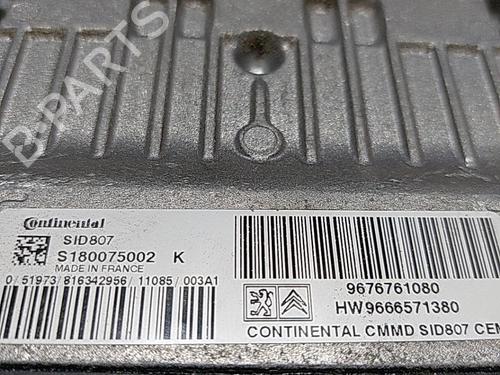 B-PARTS
Continental
SID807
S180075002 K
MADE IN FRANCE
0/51973/816342956/11085/003A1
9676761080
HW9666571380
CONTINENTAL CMMD SID807 CEM